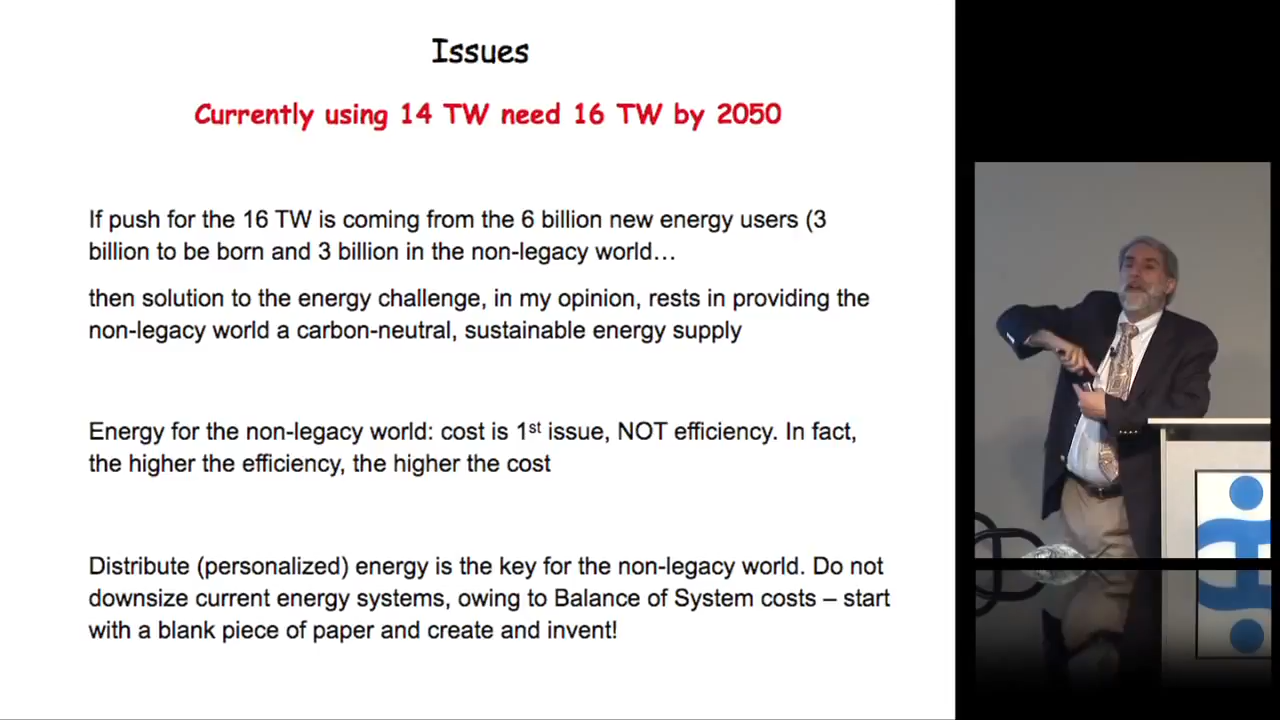 Issues
Currently using 14 TW need 16 TW by 2050
If push for the 16 TW is coming from the 6 billion new energy users (3
billion to be born and 3 billion in the non-legacy world…
then solution to the energy challenge, in my opinion, rests in providing the
non-legacy world a carbon-neutral, sustainable energy supply
Energy for the non-legacy world: cost is 1st issue, NOT efficiency. In fact,
the higher the efficiency, the higher the cost
Distribute (personalized) energy is the key for the non-legacy world. Do not
downsize current energy systems, owing to Balance of System costs – start
with a blank piece of paper and create and invent!